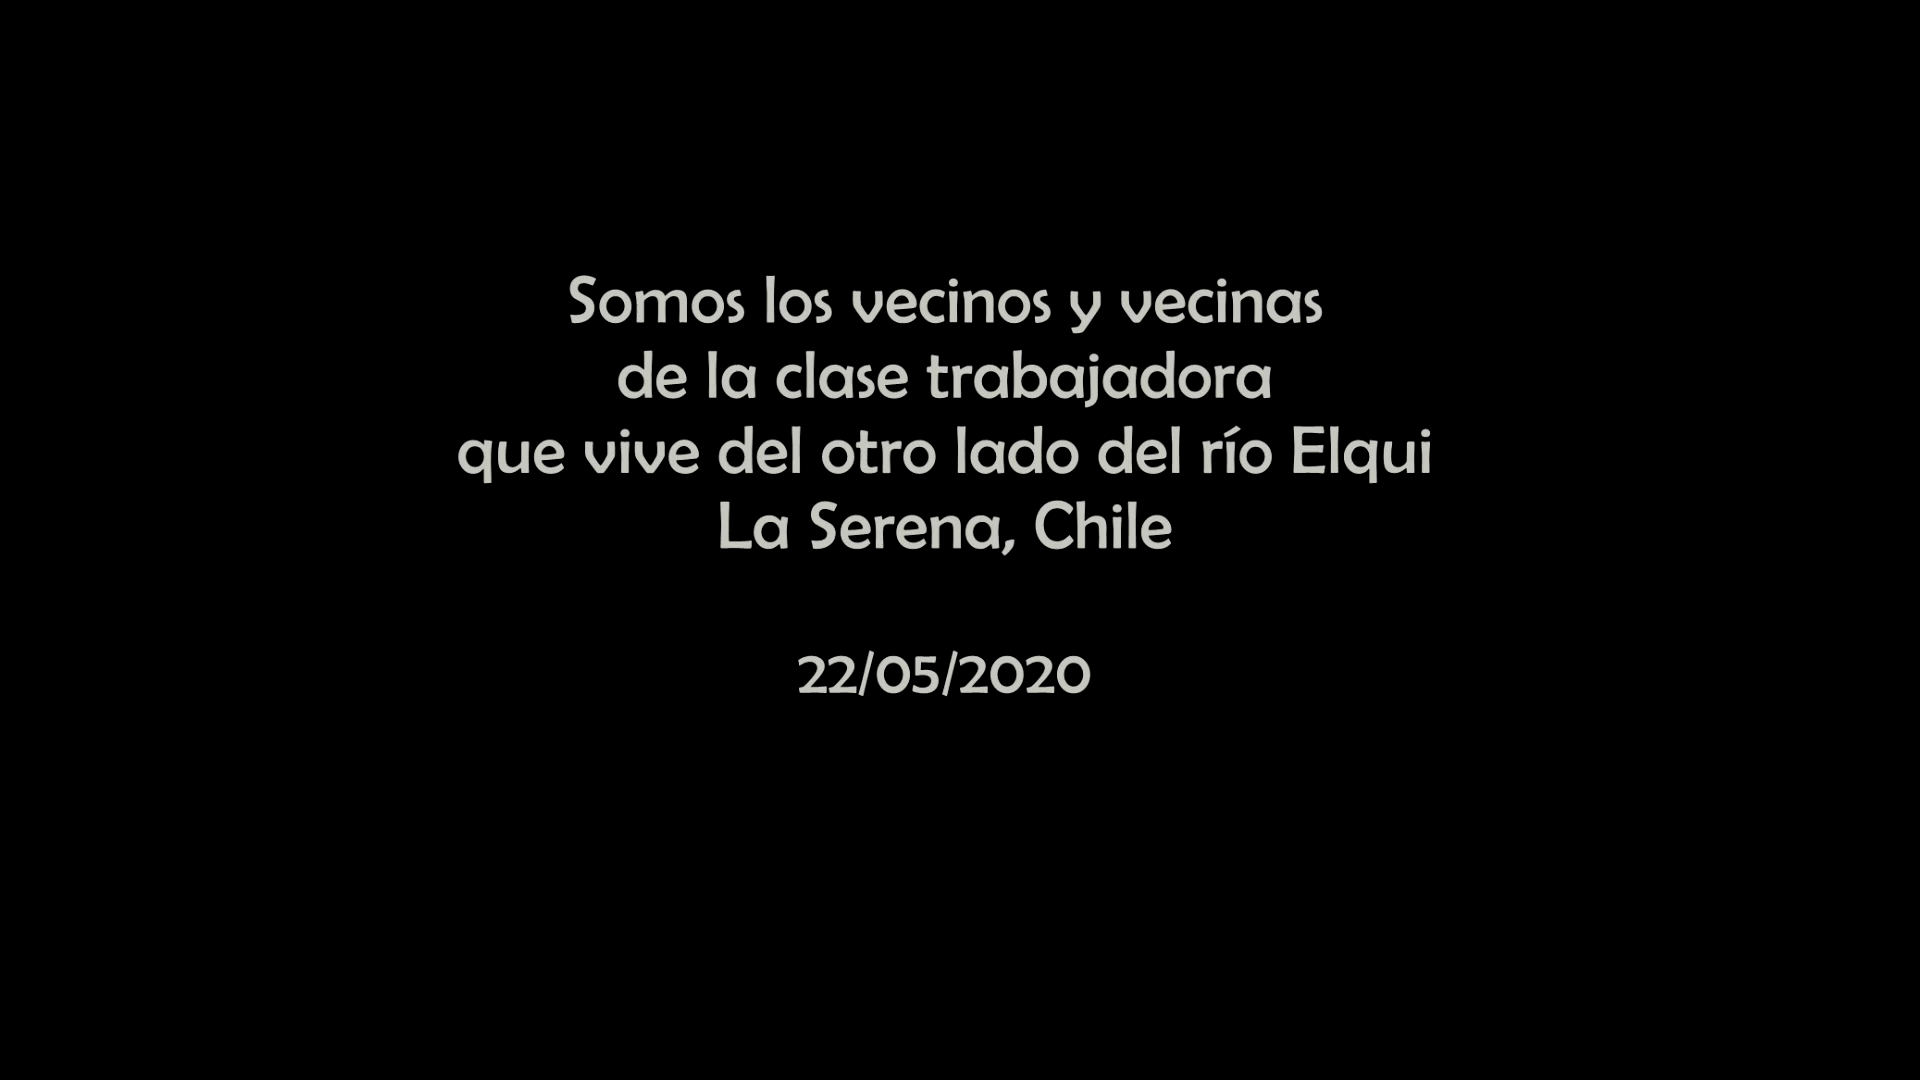 Somos los vecinos y vecinas
de la clase trabajadora
que vive del otro lado del río Elqui
La Serena, Chile
22/05/2020